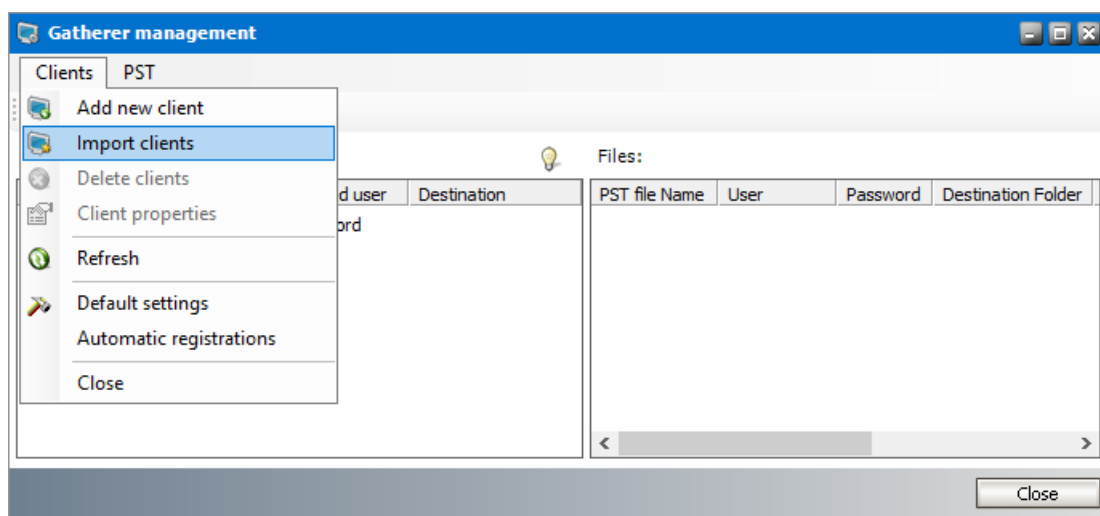 Gatherer management
Clients PST
Add new client
Import clients
Files:
Delete clients
d user Destination PST file Name User Password Destination Folder
Client properties
ord
Refresh
Default settings
Automatic registrations
Close
Close